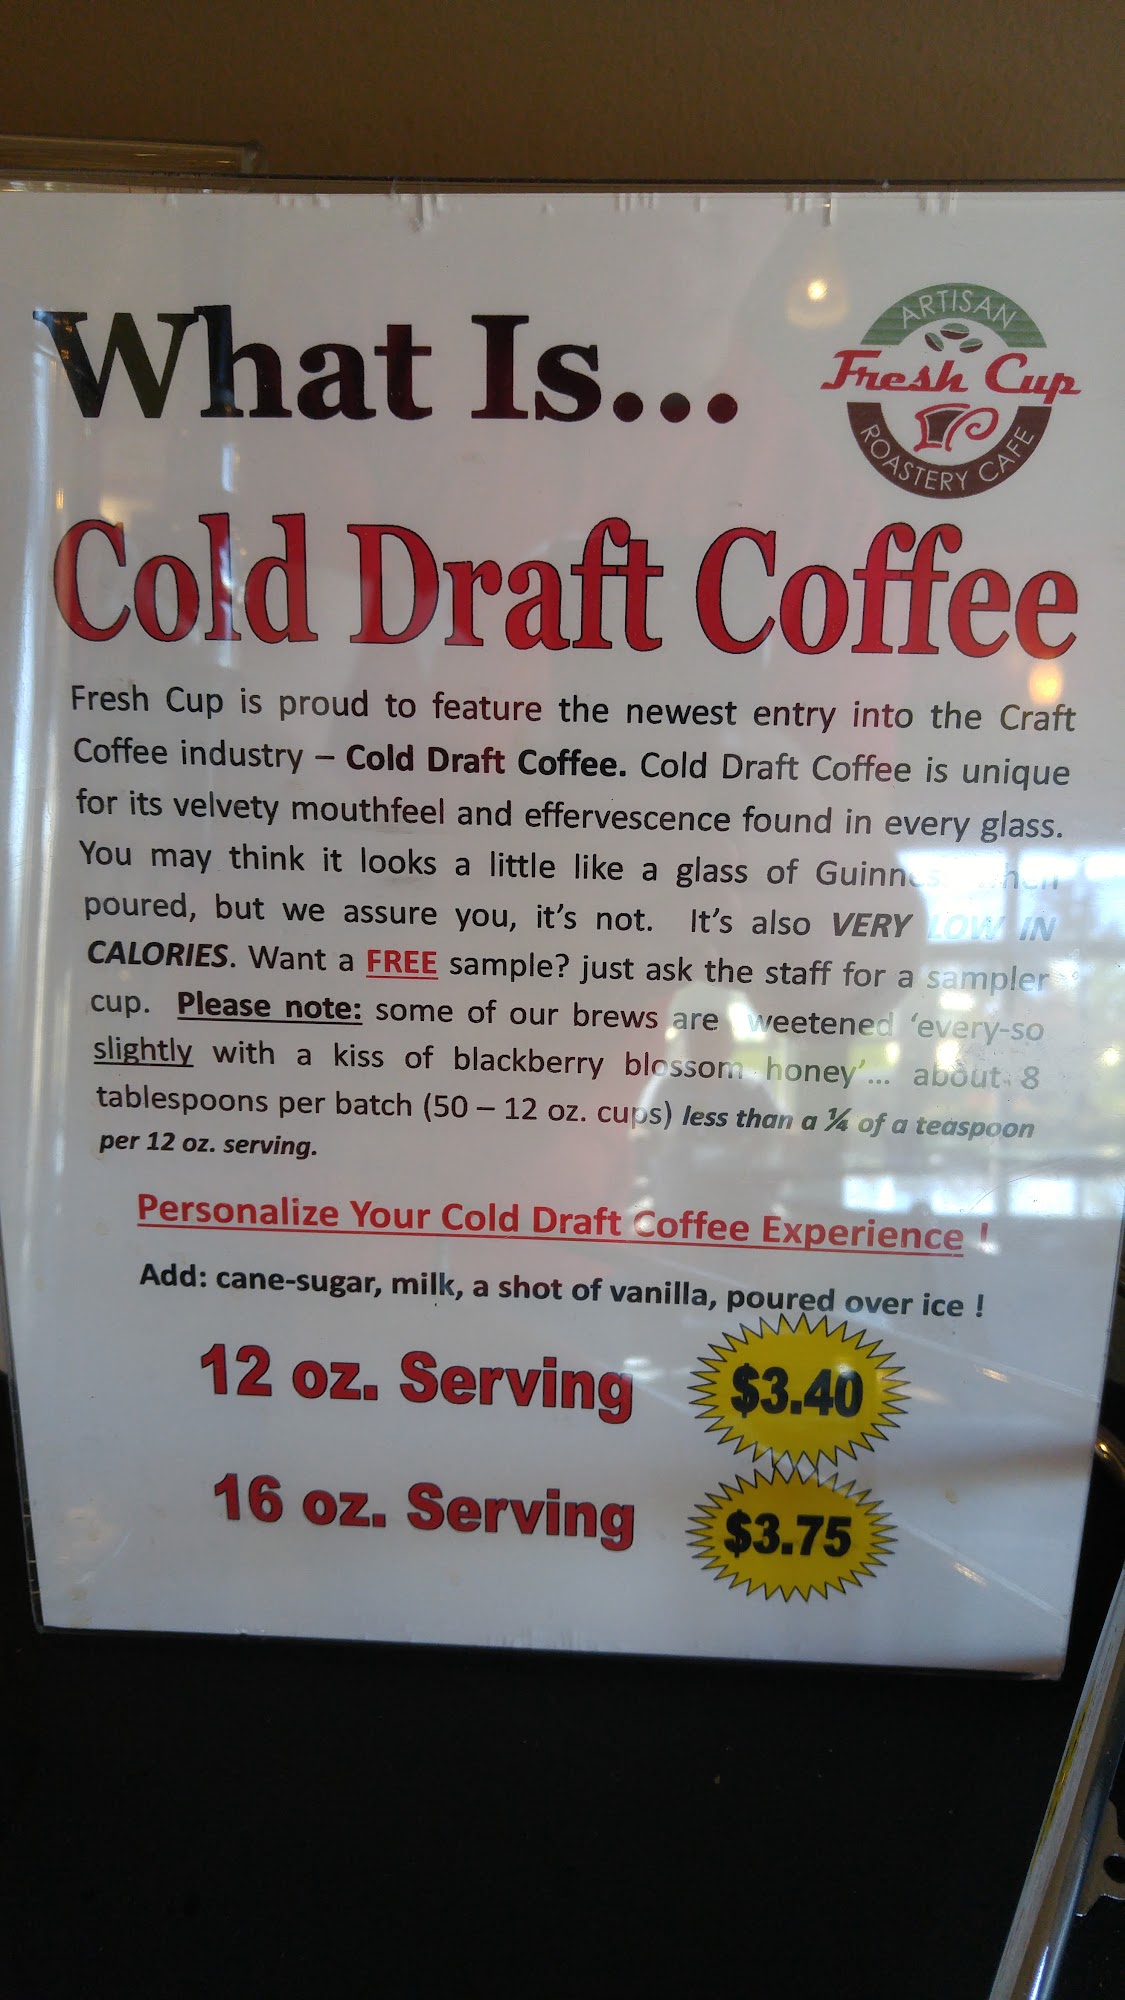 What Is...
ARTISAN
Fresh Cup
ROASTERY CAFE
Cold Draft Coffee
Fresh Cup is proud to feature the newest entry into the Craft
Coffee industry – Cold Draft Coffee. Cold Draft Coffee is unique
for its velvety mouthfeel and effervescence found in every glass.
You may think it looks a little like a glass of Guinness when
poured, but we assure you, it's not. It's also VERY LOW IN
CALORIES. Want a FREE sample? just ask the staff for a sampler
cup. Please note: some of our brews are sweetened 'every-so
slightly with a kiss of blackberry blossom honey'... about 8
tablespoons per batch (50 – 12 oz. cups) less than a ¼ of a teaspoon
per 12 oz. serving.
Personalize Your Cold Draft Coffee Experience !
Add: cane-sugar, milk, a shot of vanilla, poured over ice !
12 oz. Serving $3.40
16 oz. Serving $3.75